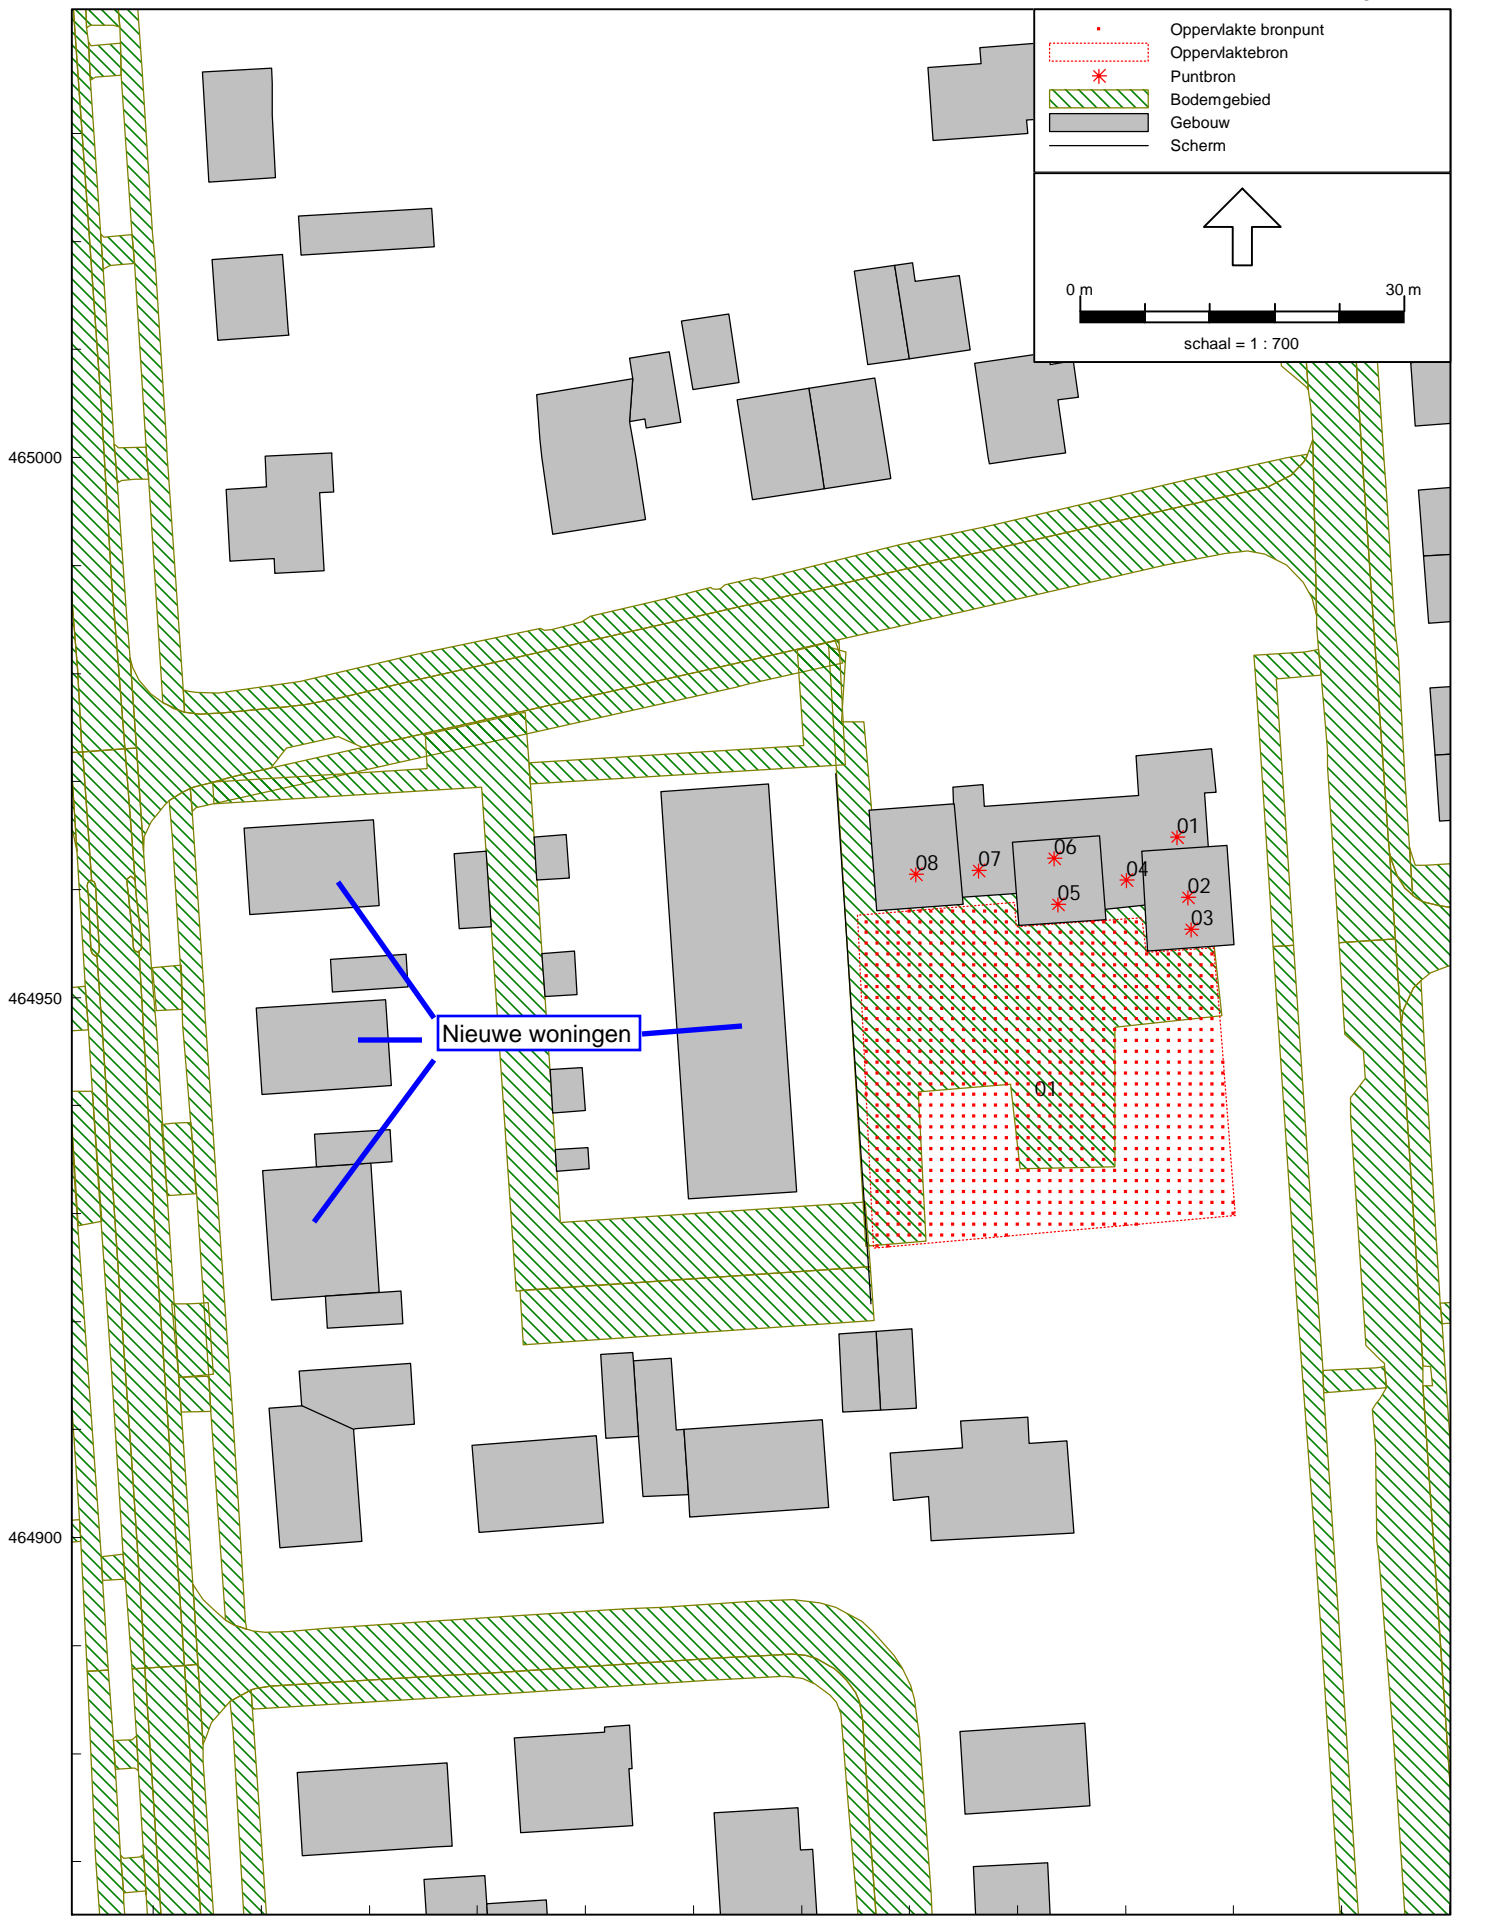 Oppervlakte bronpunt
Oppervlaktebron
Puntbron
Bodemgebied
Gebouw
Scherm
0 m 30 m
schaal = 1 : 700
465000
01
06
07
08
04
02
05
03
464950
Nieuwe woningen
01
464900